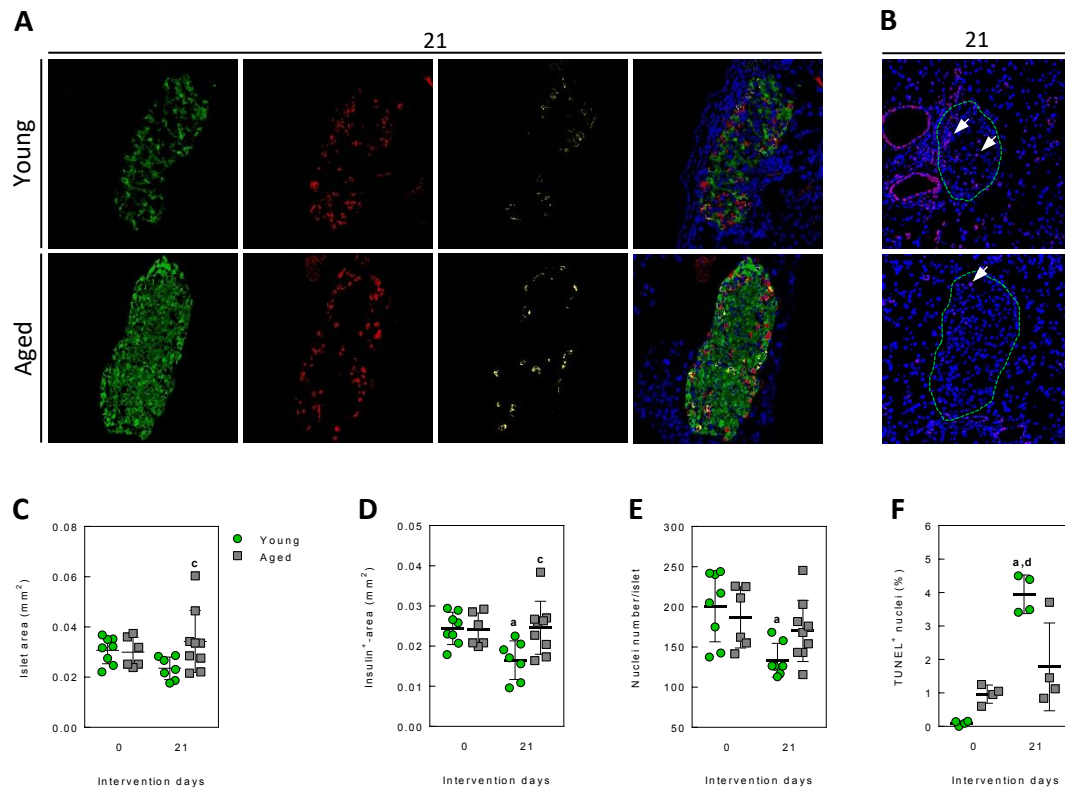 A
21
B
21
Young
Aged
C
Islet area (mm²)
0.08
0.06
0.04
0.02
0.00
c
0
21
Intervention days
Young
Aged
D
Insulin⁺-area (mm²)
0.05
0.04
0.03
0.02
0.01
0.00
a
c
0
21
Intervention days
E
Nuclei number/islet
300
250
200
150
100
50
a
0
21
Intervention days
F
TUNEL⁺ nuclei (%)
6
5
4
3
2
1
0
a,d
0
21
Intervention days